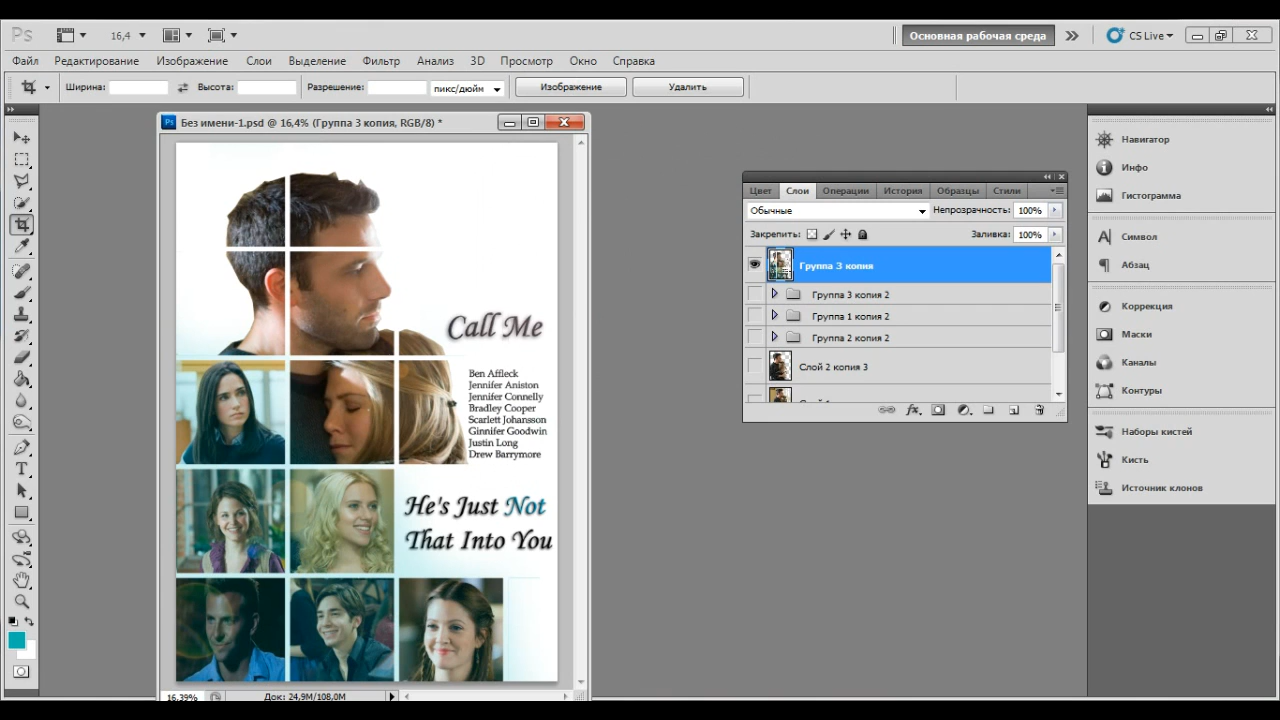 Ps 16,4 Основная рабочая среда CS Live
Файл Редактирование Изображение Слои Выделение Фильтр Анализ 3D Просмотр Окно Справка
Ширина: Высота: Разрешение: пикс/дюйм Изображение Удалить
Ps Без имени-1.psd @ 16,4% (Группа 3 копия, RGB/8) *
Call Me
Ben Affleck
Jennifer Aniston
Jennifer Connelly
Bradley Cooper
Scarlett Johansson
Ginnifer Goodwin
Justin Long
Drew Barrymore
He's Just Not
That Into You
16,39% Док: 24,9M/108,0M
Цвет Слои Операции История Образцы Стили
Обычные Непрозрачность: 100%
Закрепить: Заливка: 100%
Группа 3 копия
Группа 3 копия 2
Группа 1 копия 2
Группа 2 копия 2
Слой 2 копия 3
fx
Навигатор
Инфо
Гистограмма
Символ
Абзац
Коррекция
Маски
Каналы
Контуры
Наборы кистей
Кисть
Источник клонов